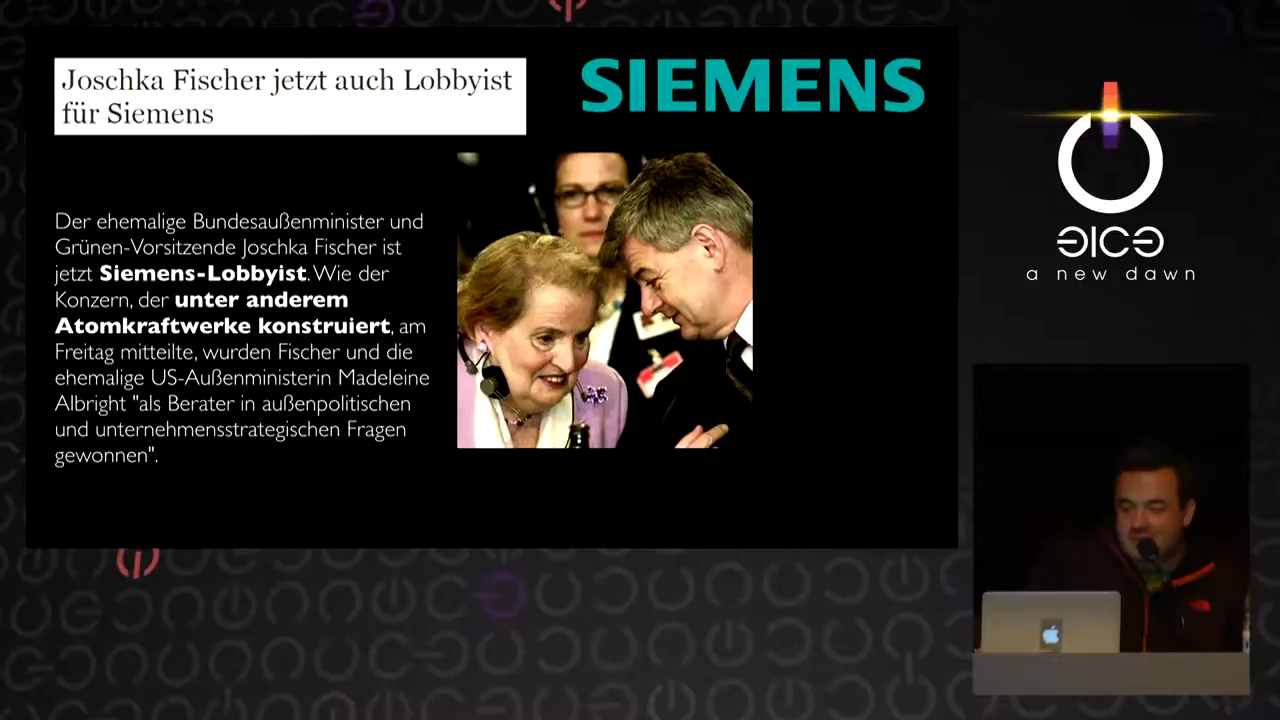 Joschka Fischer jetzt auch Lobbyist
für Siemens
SIEMENS
Der ehemalige Bundesaußenminister und
Grünen-Vorsitzende Joschka Fischer ist
jetzt Siemens-Lobbyist. Wie der
Konzern, der unter anderem
Atomkraftwerke konstruiert, am
Freitag mitteilte, wurden Fischer und die
ehemalige US-Außenministerin Madeleine
Albright "als Berater in außenpolitischen
und unternehmensstrategischen Fragen
gewonnen".
a new dawn